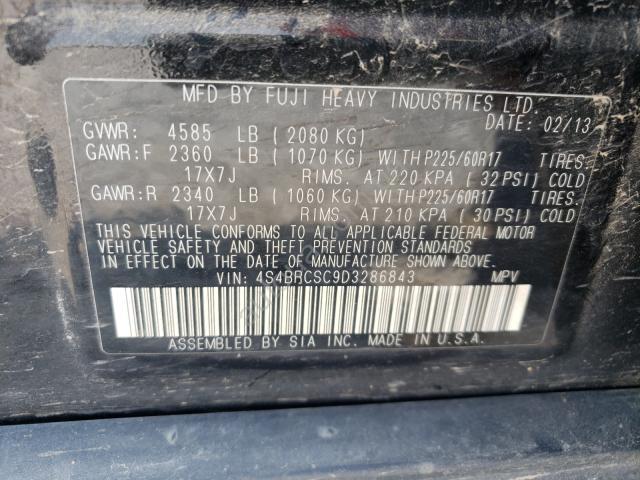 MFD BY FUJI HEAVY INDUSTRIES LTD.
DATE: 02/13
GVWR: 4585 LB (2080 KG)
GAWR:F 2360 LB (1070 KG) WITH P225/60R17 TIRES
17X7J RIMS. AT 220 KPA (32 PSI) COLD
GAWR:R 2340 LB (1060 KG) WITH P225/60R17 TIRES
17X7J RIMS. AT 210 KPA (30 PSI) COLD
THIS VEHICLE CONFORMS TO ALL APPLICABLE FEDERAL MOTOR
VEHICLE SAFETY AND THEFT PREVENTION STANDARDS
IN EFFECT ON THE DATE OF MANUFACTURE SHOWN ABOVE.
VIN: 4S4BRCSC9D3286843 MPV
ASSEMBLED BY SIA INC. MADE IN U.S.A.